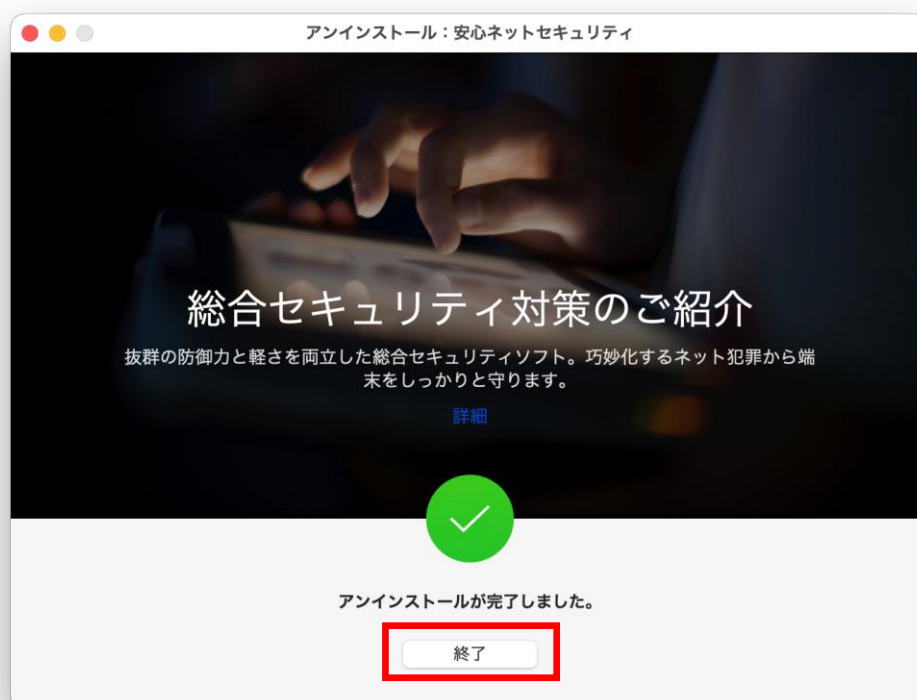 アンインストール：安心ネットセキュリティ
総合セキュリティ対策のご紹介
抜群の防御力と軽さを両立した総合セキュリティソフト。巧妙化するネット犯罪から端
末をしっかりと守ります。
詳細
アンインストールが完了しました。
終了